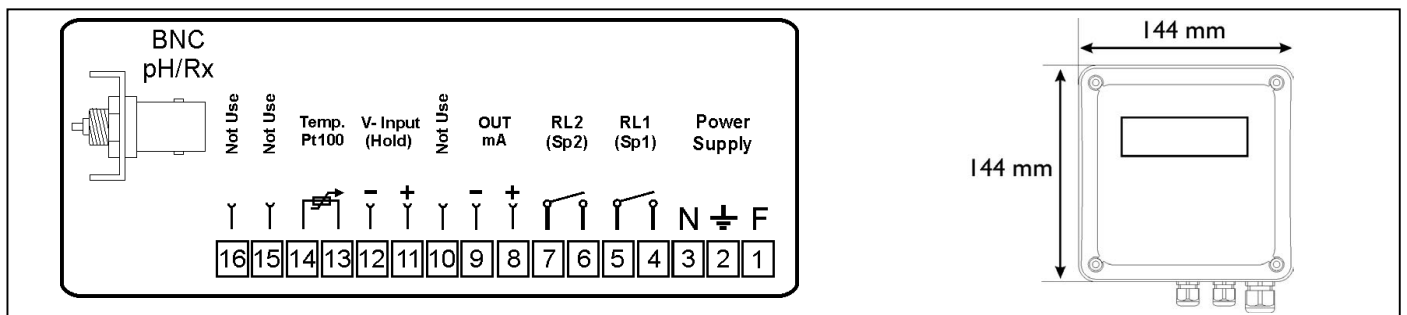 BNC
pH/Rx
Not Use
Not Use
Temp.
Pt100
V- Input
(Hold)
Not Use
OUT
mA
RL2
(Sp2)
RL1
(Sp1)
Power
Supply
- + - + N F
16 15 14 13 12 11 10 9 8 7 6 5 4 3 2 1
144 mm
144 mm